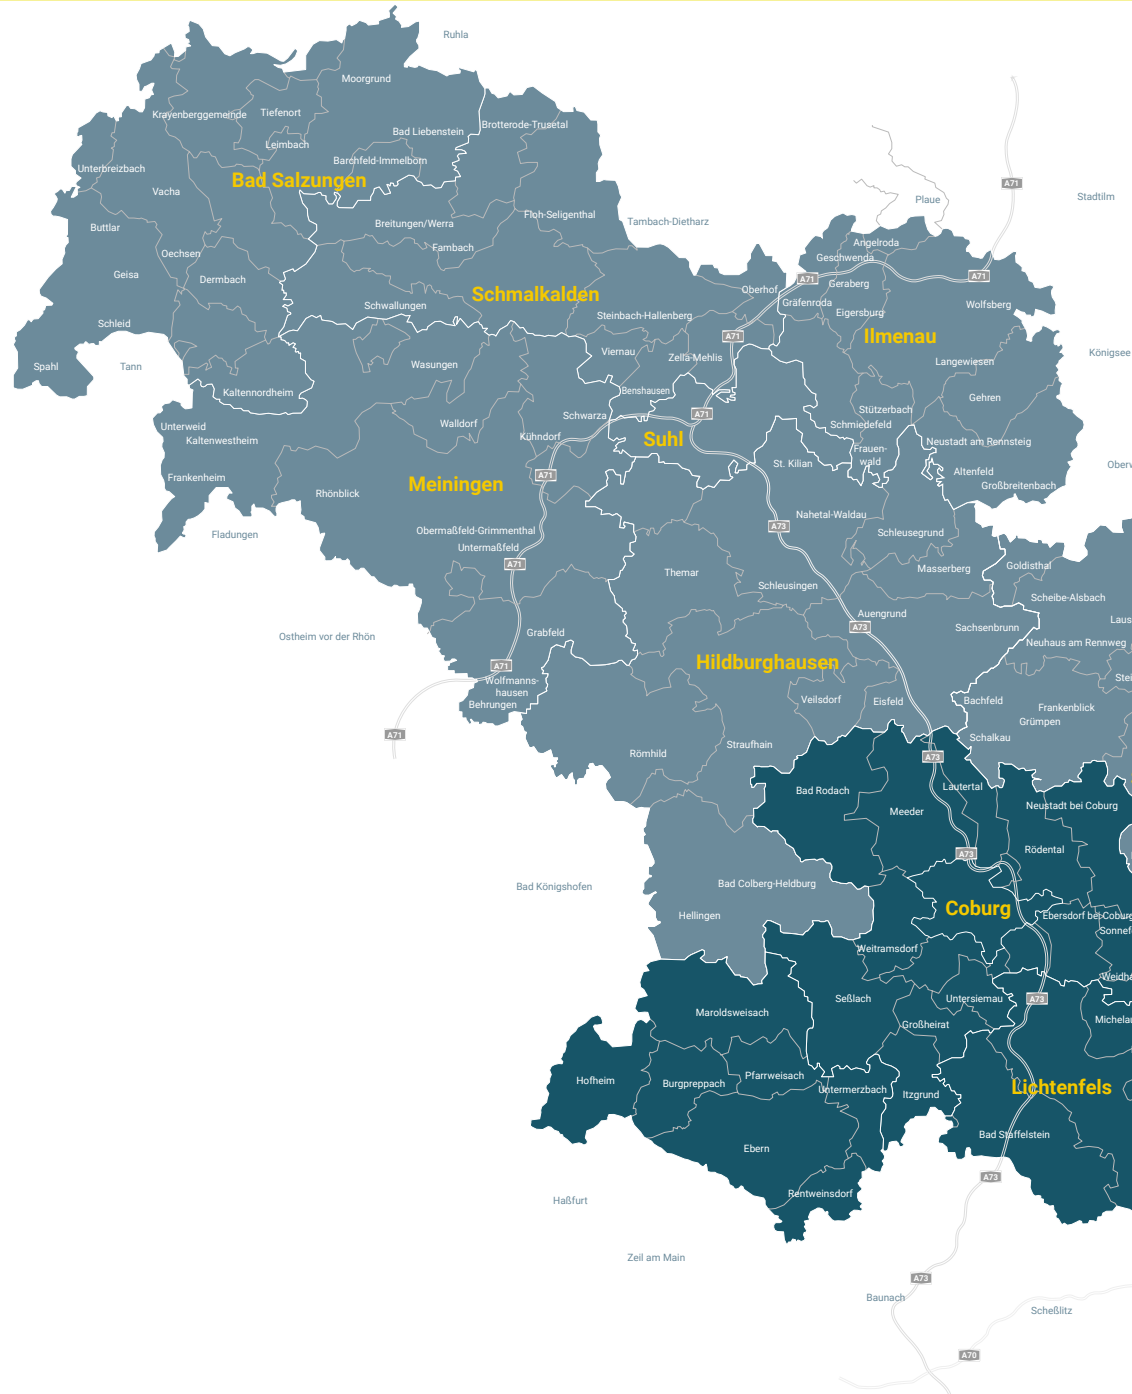 Ruhla
Moorgrund
A71
Krayenberggemeinde
Tiefenort
Brotterode-Trusetal
Bad Liebenstein
Leimbach
Barchfeld-Immelborn
Unterbreizbach
Bad Salzungen
Vacha
Plaue
Stadtilm
Buttlar
Breitungen/Werra
Floh-Seligenthal
Tambach-Dietharz
Fambach
Angelroda
Oechsen
Geschwenda
Geisa
Dermbach
A71
A71
Geraberg
Oberhof
Schmalkalden
Gräfenroda
Schwallungen
Wolfsberg
Steinbach-Hallenberg
Eigersburg
Schleid
A71
Ilmenau
Viernau
Zella-Mehlis
Königsee
Spahl
Tann
Wasungen
Langewiesen
Kaltennordheim
Benshausen
Gehren
Schwarza
A71
Stützerbach
Unterweid
Walldorf
Schmiedefeld
Kaltenwestheim
Kühndorf
Suhl
Neustadt am Rennsteig
Frauen-
wald
St. Kilian
Frankenheim
A71
Altenfeld
Meiningen
Großbreitenbach
Rhönblick
Nahetal-Waldau
Fladungen
Obermaßfeld-Grimmenthal
A73
Schleusegrund
Untermaßfeld
A71
Themar
Masserberg
Goldisthal
Schleusingen
Scheibe-Alsbach
Auengrund
Ostheim vor der Rhön
Grabfeld
A73
Sachsenbrunn
Neuhaus am Rennweg
Hildburghausen
A71
Wolfmanns-
hausen
Behrungen
Veilsdorf
Eisfeld
Bachfeld
Frankenblick
Grümpen
A71
Schalkau
Straufhain
Römhild
A73
Bad Rodach
Lautertal
Meeder
Neustadt bei Coburg
Rödental
A73
Bad Königshofen
Bad Colberg-Heldburg
Hellingen
Coburg
Ebersdorf bei Coburg
Weitramsdorf
Seßlach
Untersiemau
A73
Maroldsweisach
Großheirat
Hofheim
Burgpreppach
Pfarrweisach
Untermerzbach
Itzgrund
Lichtenfels
Ebern
Bad Staffelstein
Rentweinsdorf
A73
Haßfurt
Zeil am Main
A73
Baunach
Scheßlitz
A70